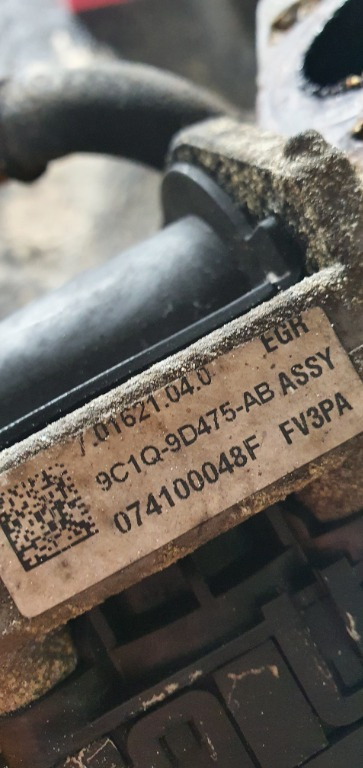 7.01621.04.0 EGR
9C1Q-9D475-AB ASSY
074100048F FV3PA